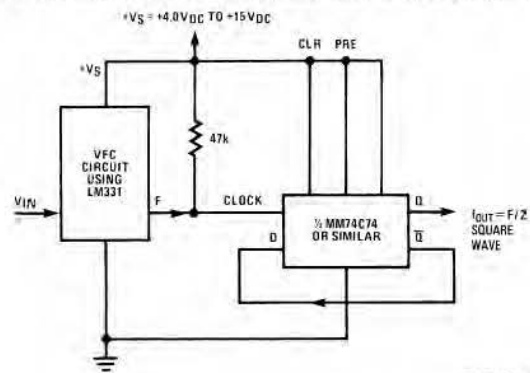 +VS = +4.0VDC TO +15VDC
CLR PRE
+VS
47k
VFC
CIRCUIT
USING
LM331
VIN
F
CLOCK
Q
½ MM74C74
OR SIMILAR
D
Q̅
fOUT = F/2
SQUARE
WAVE